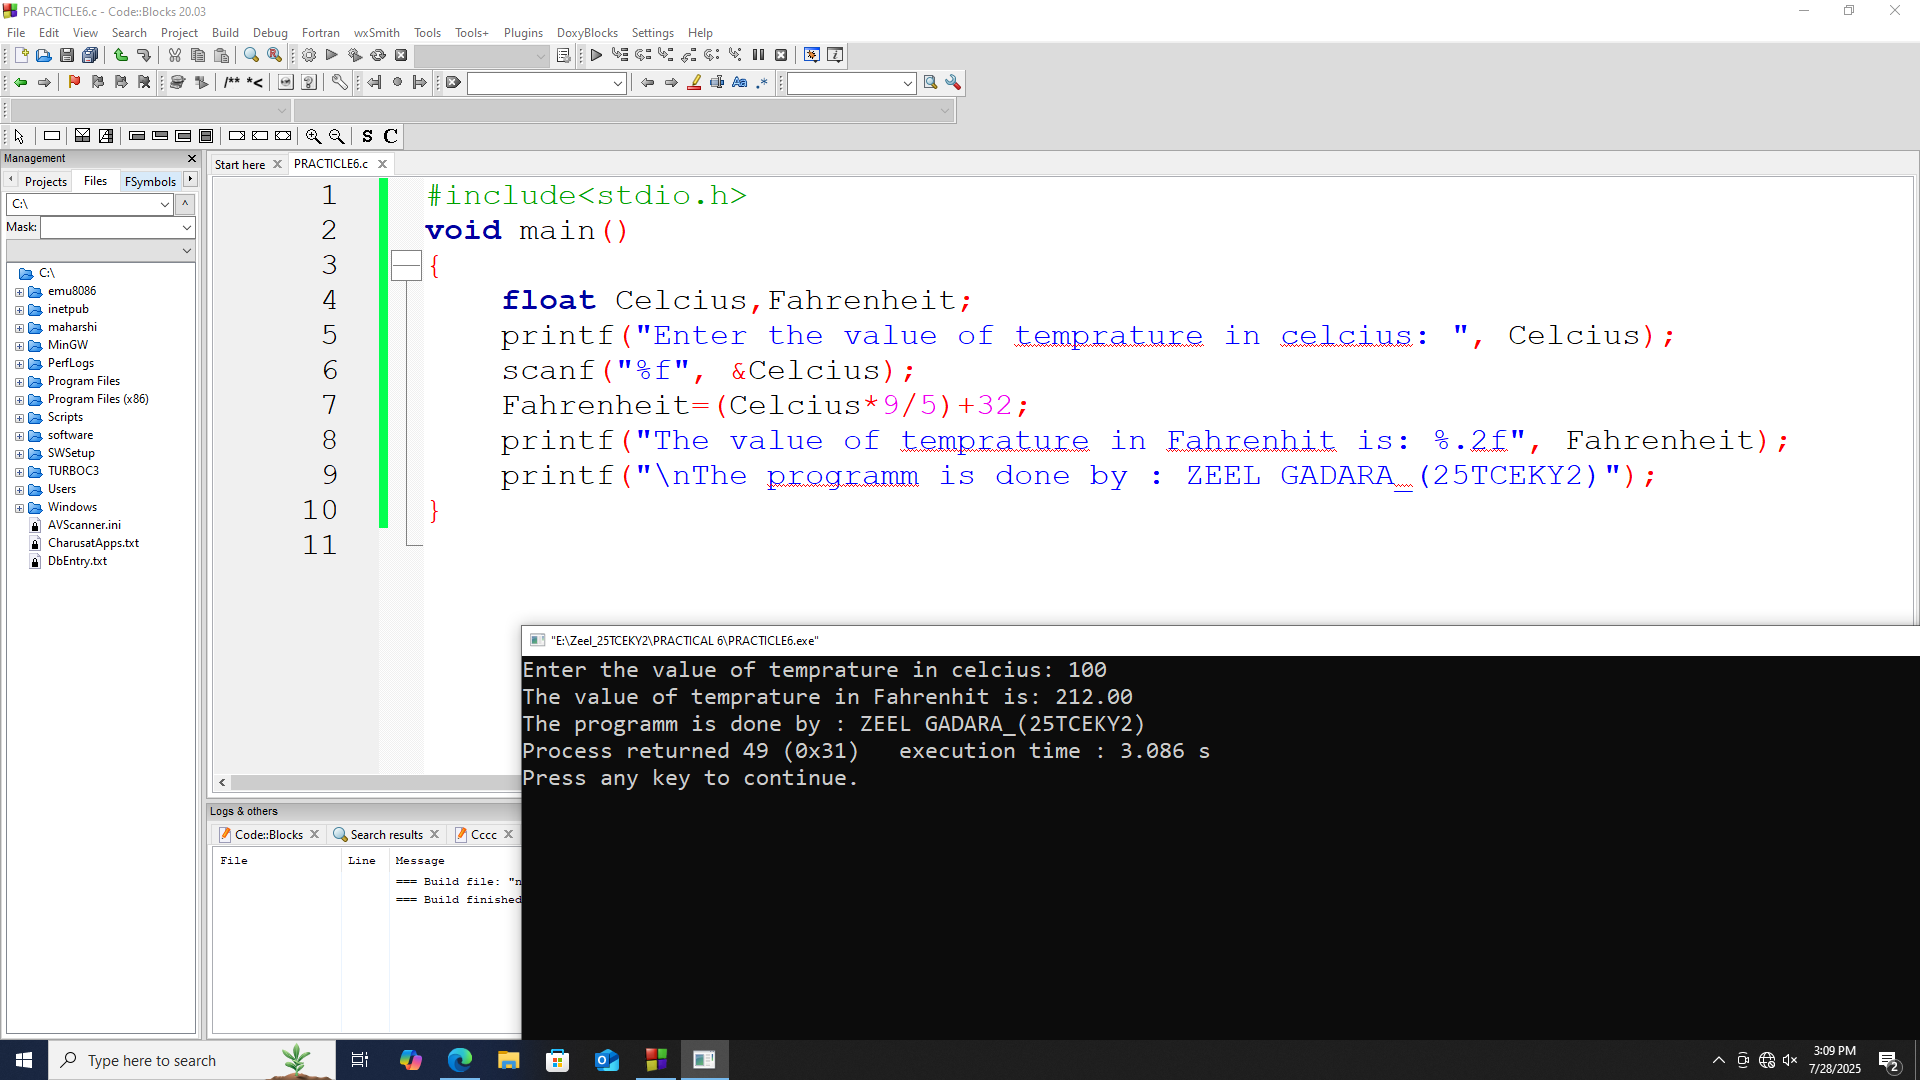 PRACTICLE6.c - Code::Blocks 20.03
File Edit View Search Project Build Debug Fortran wxSmith Tools Tools+ Plugins DoxyBlocks Settings Help
/** *<
S C
Management
Projects Files FSymbols
C:\
Mask:
C:\
emu8086
inetpub
maharshi
MinGW
PerfLogs
Program Files
Program Files (x86)
Scripts
software
SWSetup
TURBOC3
Users
Windows
AVScanner.ini
CharusatApps.txt
DbEntry.txt
Start here PRACTICLE6.c
1 #include<stdio.h>
2 void main()
3 {
4 float Celcius,Fahrenheit;
5 printf("Enter the value of temprature in celcius: ", Celcius);
6 scanf("%f", &Celcius);
7 Fahrenheit=(Celcius*9/5)+32;
8 printf("The value of temprature in Fahrenhit is: %.2f", Fahrenheit);
9 printf("\nThe programm is done by : ZEEL GADARA_(25TCEKY2)");
10 }
11
"E:\Zeel_25TCEKY2\PRACTICAL 6\PRACTICLE6.exe"
Enter the value of temprature in celcius: 100
The value of temprature in Fahrenhit is: 212.00
The programm is done by : ZEEL GADARA_(25TCEKY2)
Process returned 49 (0x31) execution time : 3.086 s
Press any key to continue.
Logs & others
Code::Blocks Search results Cccc
File Line Message
=== Build file: "n
=== Build finished
Type here to search
3:09 PM
7/28/2025
2